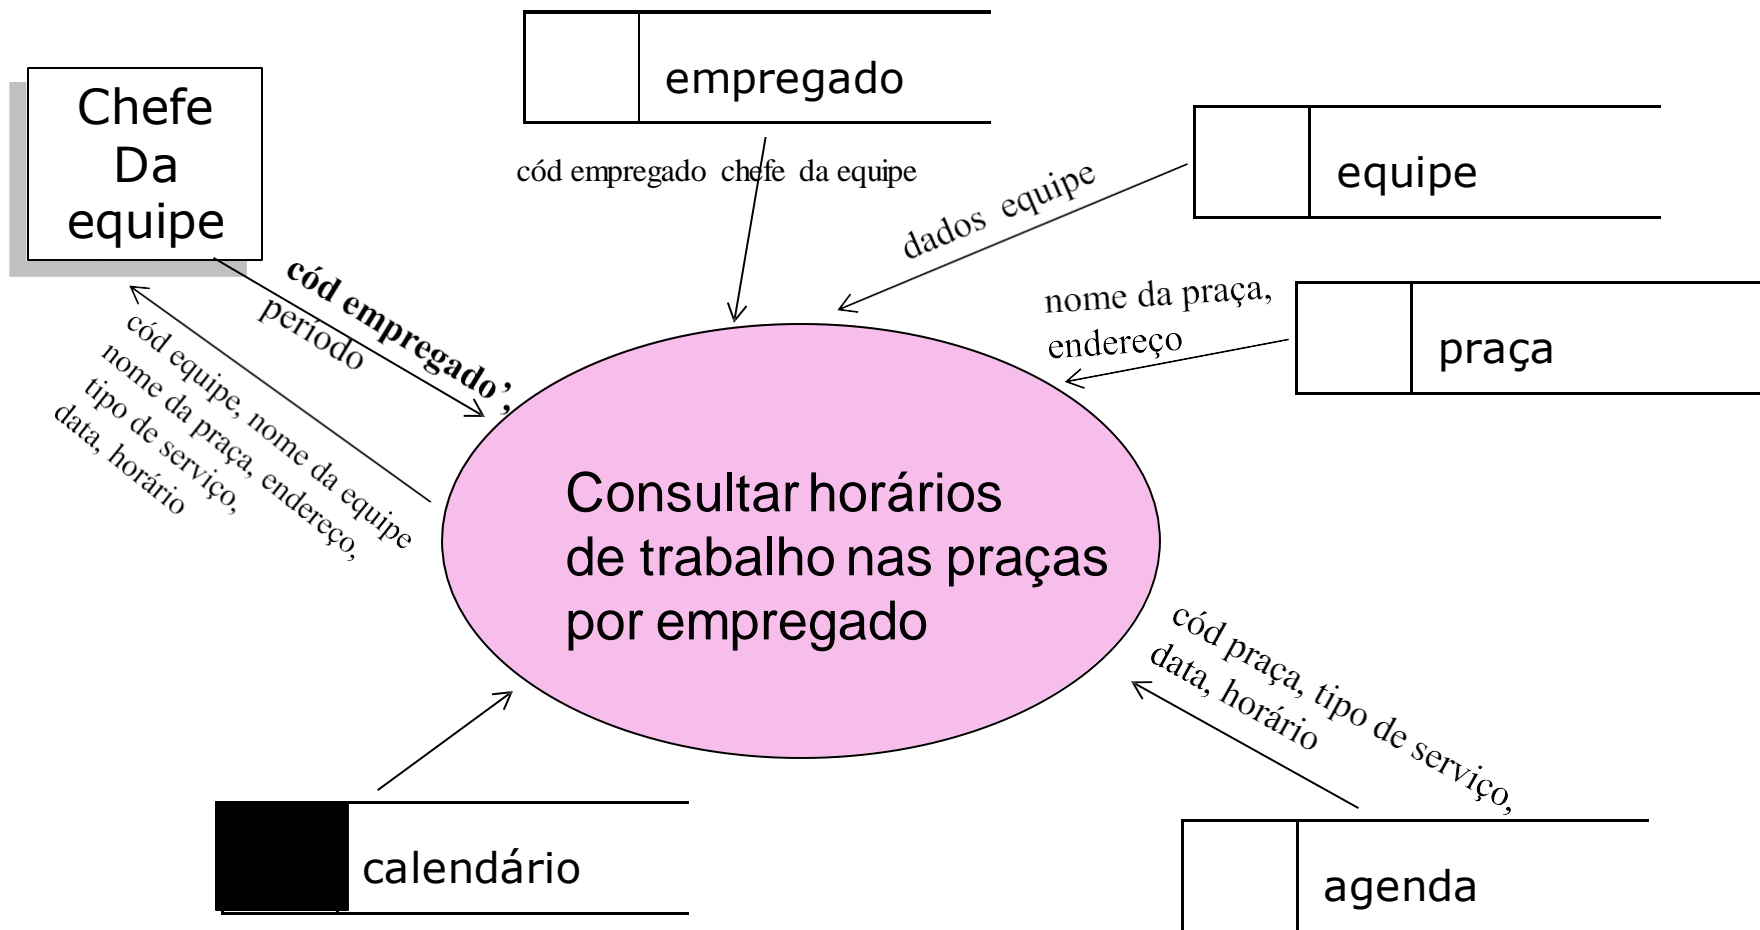 empregado
Chefe
Da
equipe
cód empregado chefe da equipe
equipe
dados equipe
cód empregado’,
período
nome da praça,
endereço
praça
cód equipe, nome da equipe
nome da praça, endereço,
tipo de serviço,
data, horário
Consultar horários
de trabalho nas praças
por empregado
cód praça, tipo de serviço,
data, horário
calendário
agenda